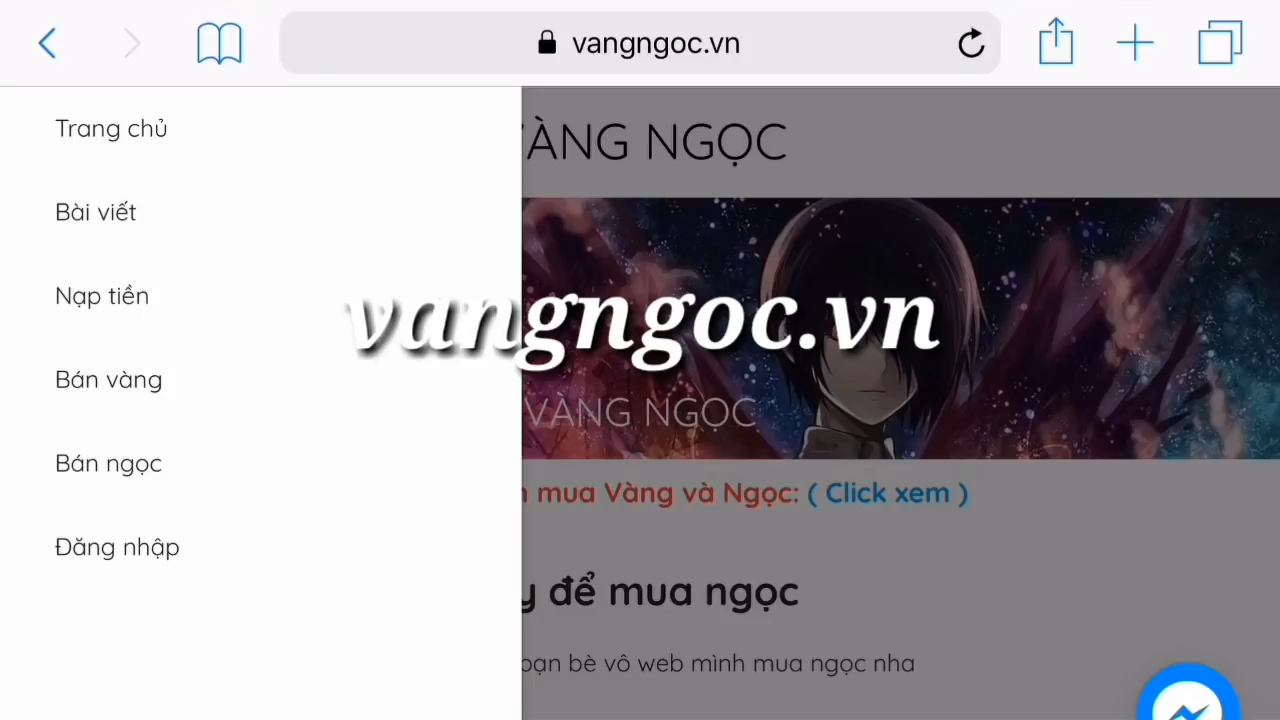 vangngoc.vn
Trang chủ
Bài viết
Nạp tiền
Bán vàng
Bán ngọc
Đăng nhập
VÀNG NGỌC
vangngoc.vn
VÀNG NGỌC
mua Vàng và Ngọc: ( Click xem )
để mua ngọc
bạn bè vô web mình mua ngọc nha